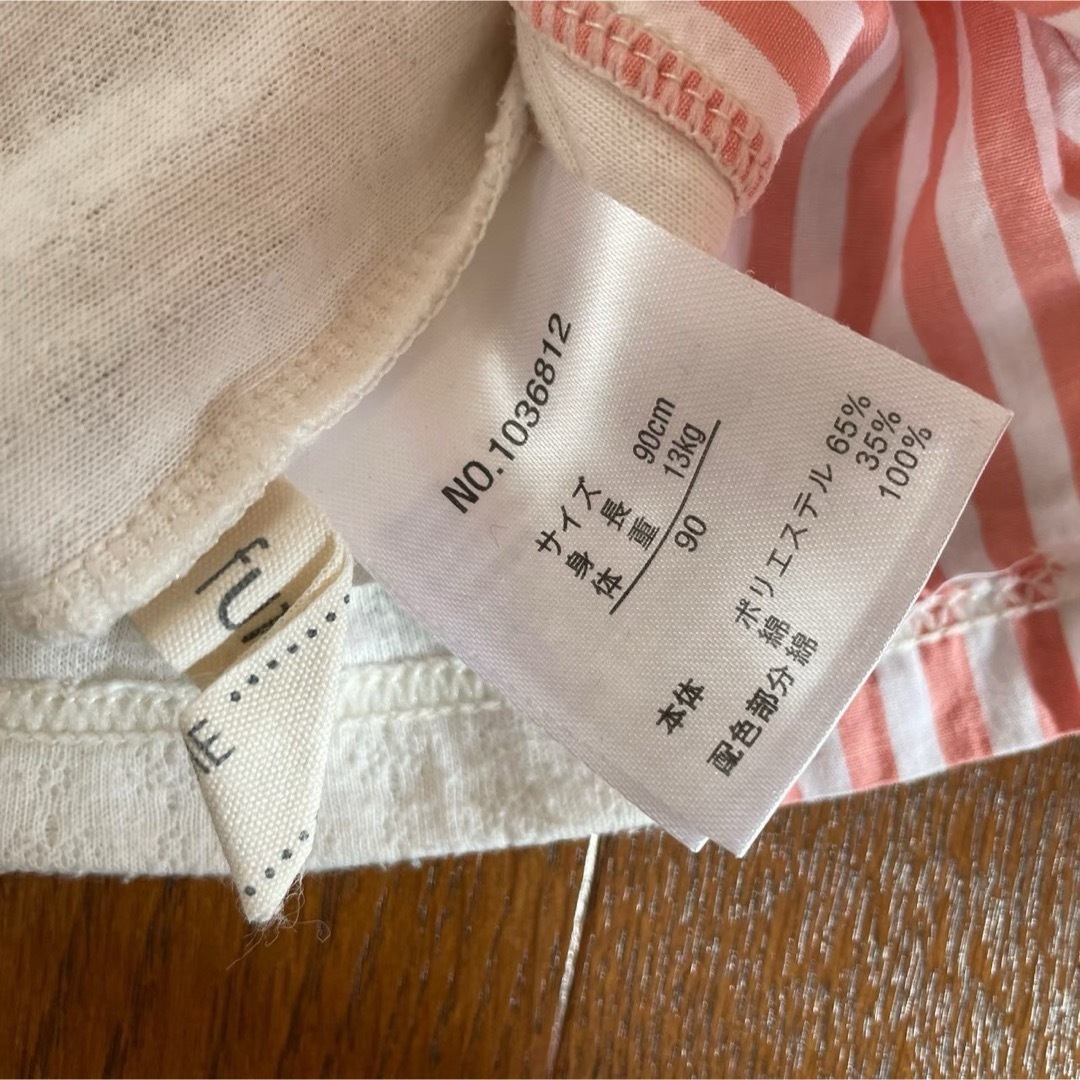 NO.1036812
サイズ
身長 90cm
体重 13kg
90
本体 ポリエステル 65%
綿 35%
配色部分 綿 100%